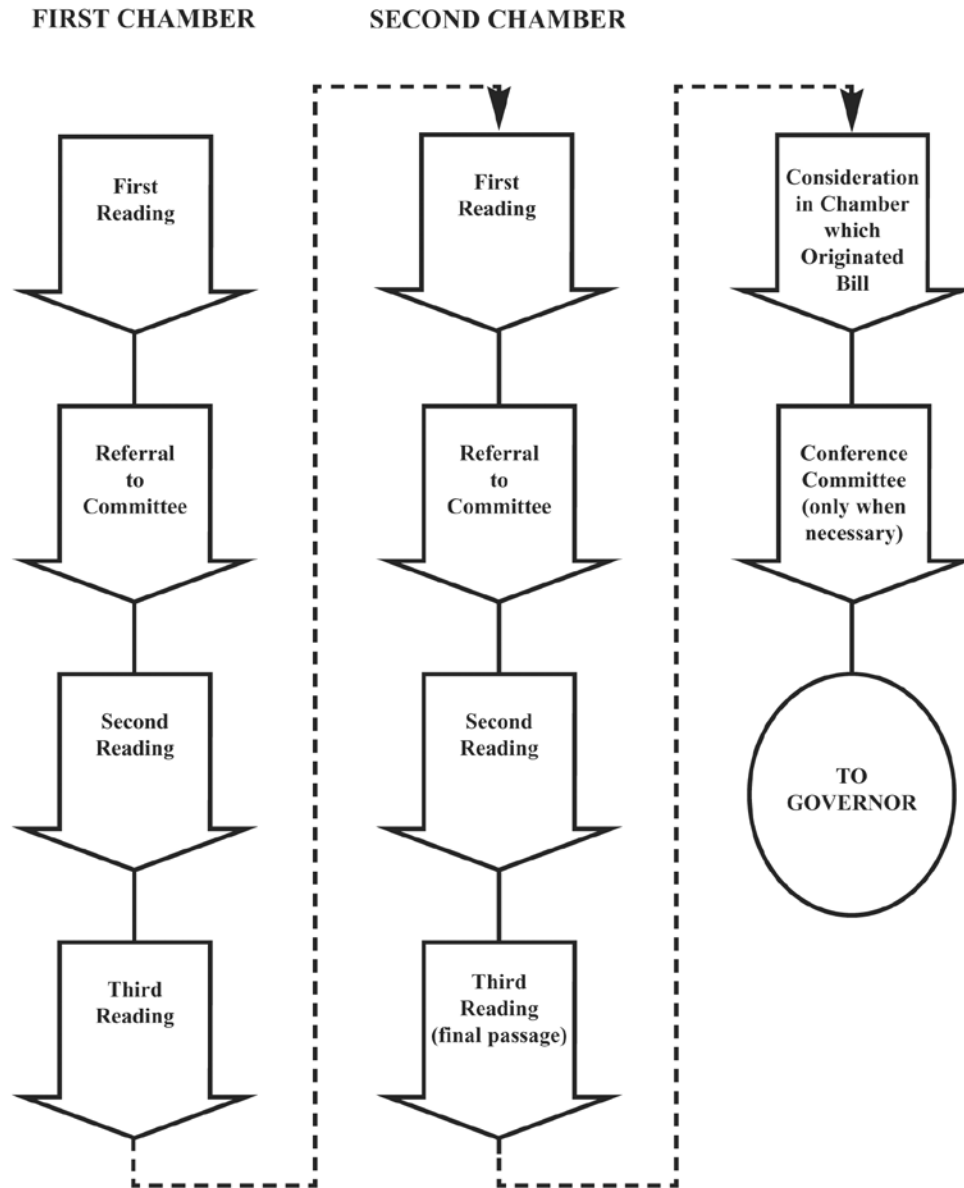 FIRST CHAMBER
First
Reading
Referral
to
Committee
Second
Reading
Third
Reading
SECOND CHAMBER
First
Reading
Referral
to
Committee
Second
Reading
Third
Reading
(final passage)
Consideration
in Chamber
which
Originated
Bill
Conference
Committee
(only when
necessary)
TO
GOVERNOR